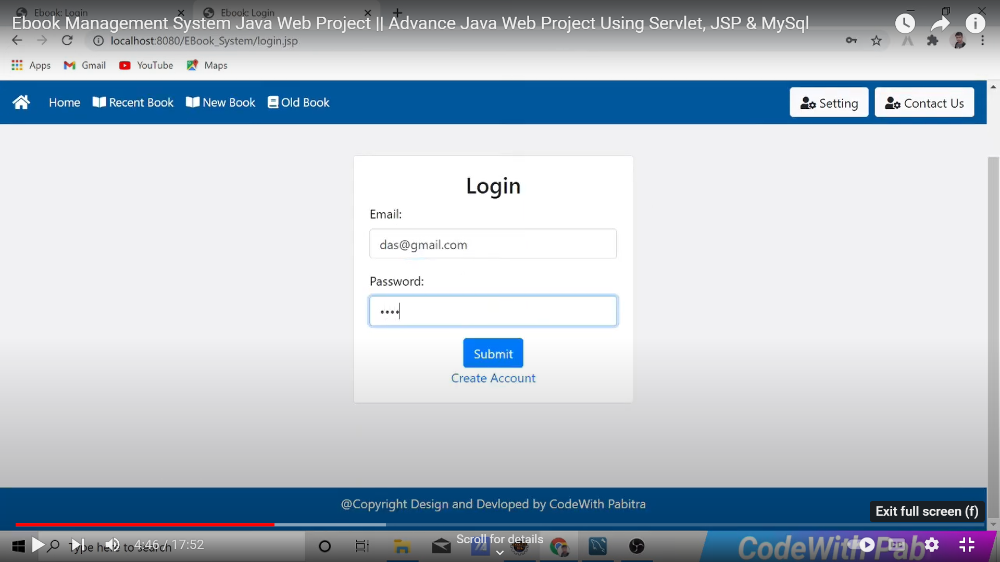 Ebook: Login
Ebook: Login
Ebook Management System Java Web Project || Advance Java Web Project Using Servlet, JSP & MySql
localhost:8080/EBook_System/login.jsp
Apps Gmail YouTube Maps
Home Recent Book New Book Old Book Setting Contact Us
Login
Email:
das@gmail.com
Password:
Submit
Create Account
@Copyright Design and Devloped by CodeWith Pabitra
Exit full screen (f)
Scroll for details
Type here to search
4:46 / 17:52
CodeWith Pab